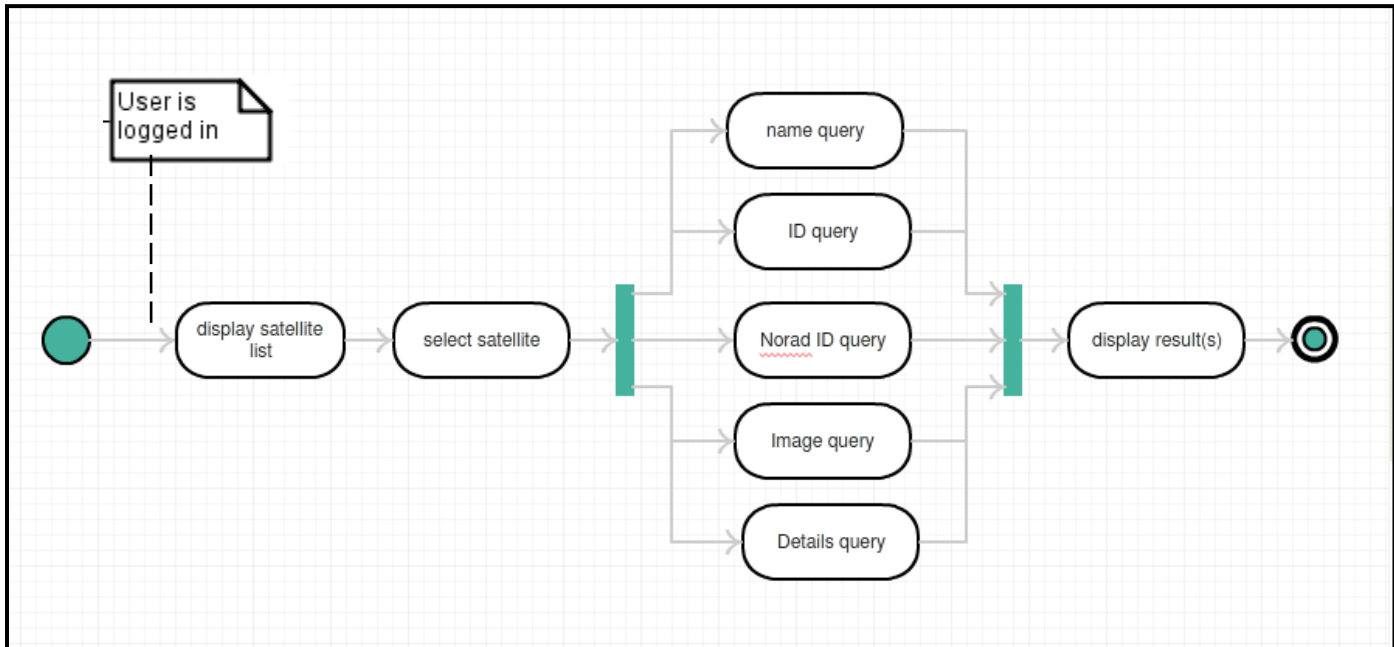 User is
logged in
display satellite
list
select satellite
name query
ID query
Norad ID query
Image query
Details query
display result(s)